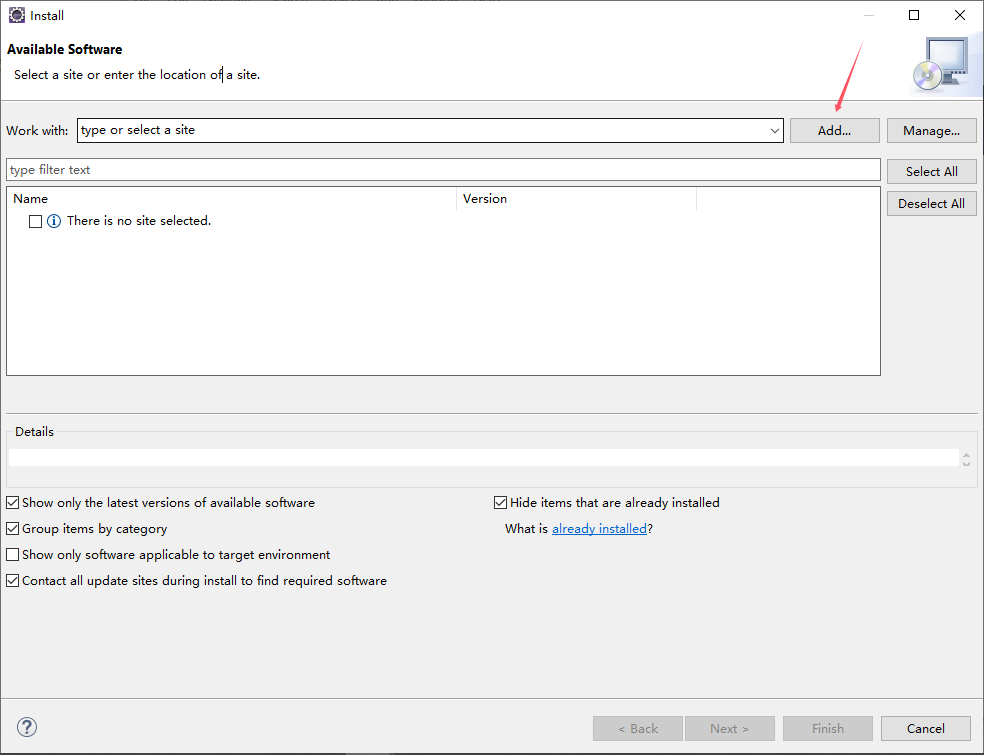 Install
Available Software
Select a site or enter the location of a site.
Work with: type or select a site Add... Manage...
type filter text Select All
Name Version Deselect All
There is no site selected.
Details
Show only the latest versions of available software Hide items that are already installed
Group items by category What is already installed?
Show only software applicable to target environment
Contact all update sites during install to find required software
? < Back Next > Finish Cancel